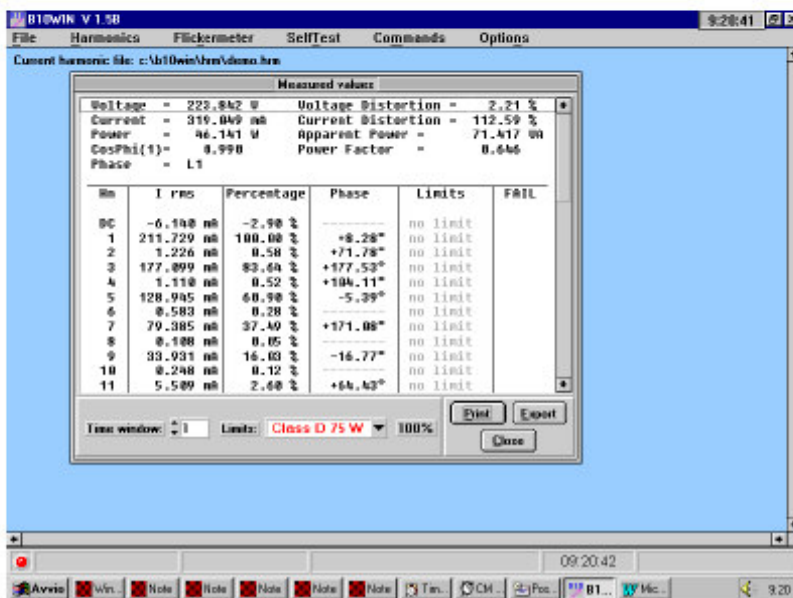 B10WIN V 1.5B 9:20:41
File Harmonics Flickermeter SelfTest Commands Options
Current harmonic file: c:\b10win\hrm\demo.hrm
Measured values
Voltage = 223.842 V Voltage Distortion = 2.21 %
Current = 319.049 mA Current Distortion = 112.59 %
Power = 46.141 W Apparent Power = 71.417 VA
CosPhi(1)= 0.990 Power Factor = 0.646
Phase = L1
Hn I rms Percentage Phase Limits FAIL
DC -6.140 mA -2.90 % -------- no limit
1 211.729 mA 100.00 % +8.28° no limit
2 1.226 mA 0.58 % +71.78° no limit
3 177.099 mA 83.64 % +177.53° no limit
4 1.110 mA 0.52 % +104.11° no limit
5 128.945 mA 60.90 % -5.39° no limit
6 0.583 mA 0.28 % -------- no limit
7 79.385 mA 37.49 % +171.08° no limit
8 0.108 mA 0.05 % -------- no limit
9 33.931 mA 16.03 % -16.77° no limit
10 0.248 mA 0.12 % -------- no limit
11 5.509 mA 2.60 % +64.43° no limit
Time window: 1 Limits: Class D 75 W 100% Print Export
Close
09:20:42
Avvio Win... Note Note Note Note Note Tim... CM... Pos... B1... Mic... 9.20